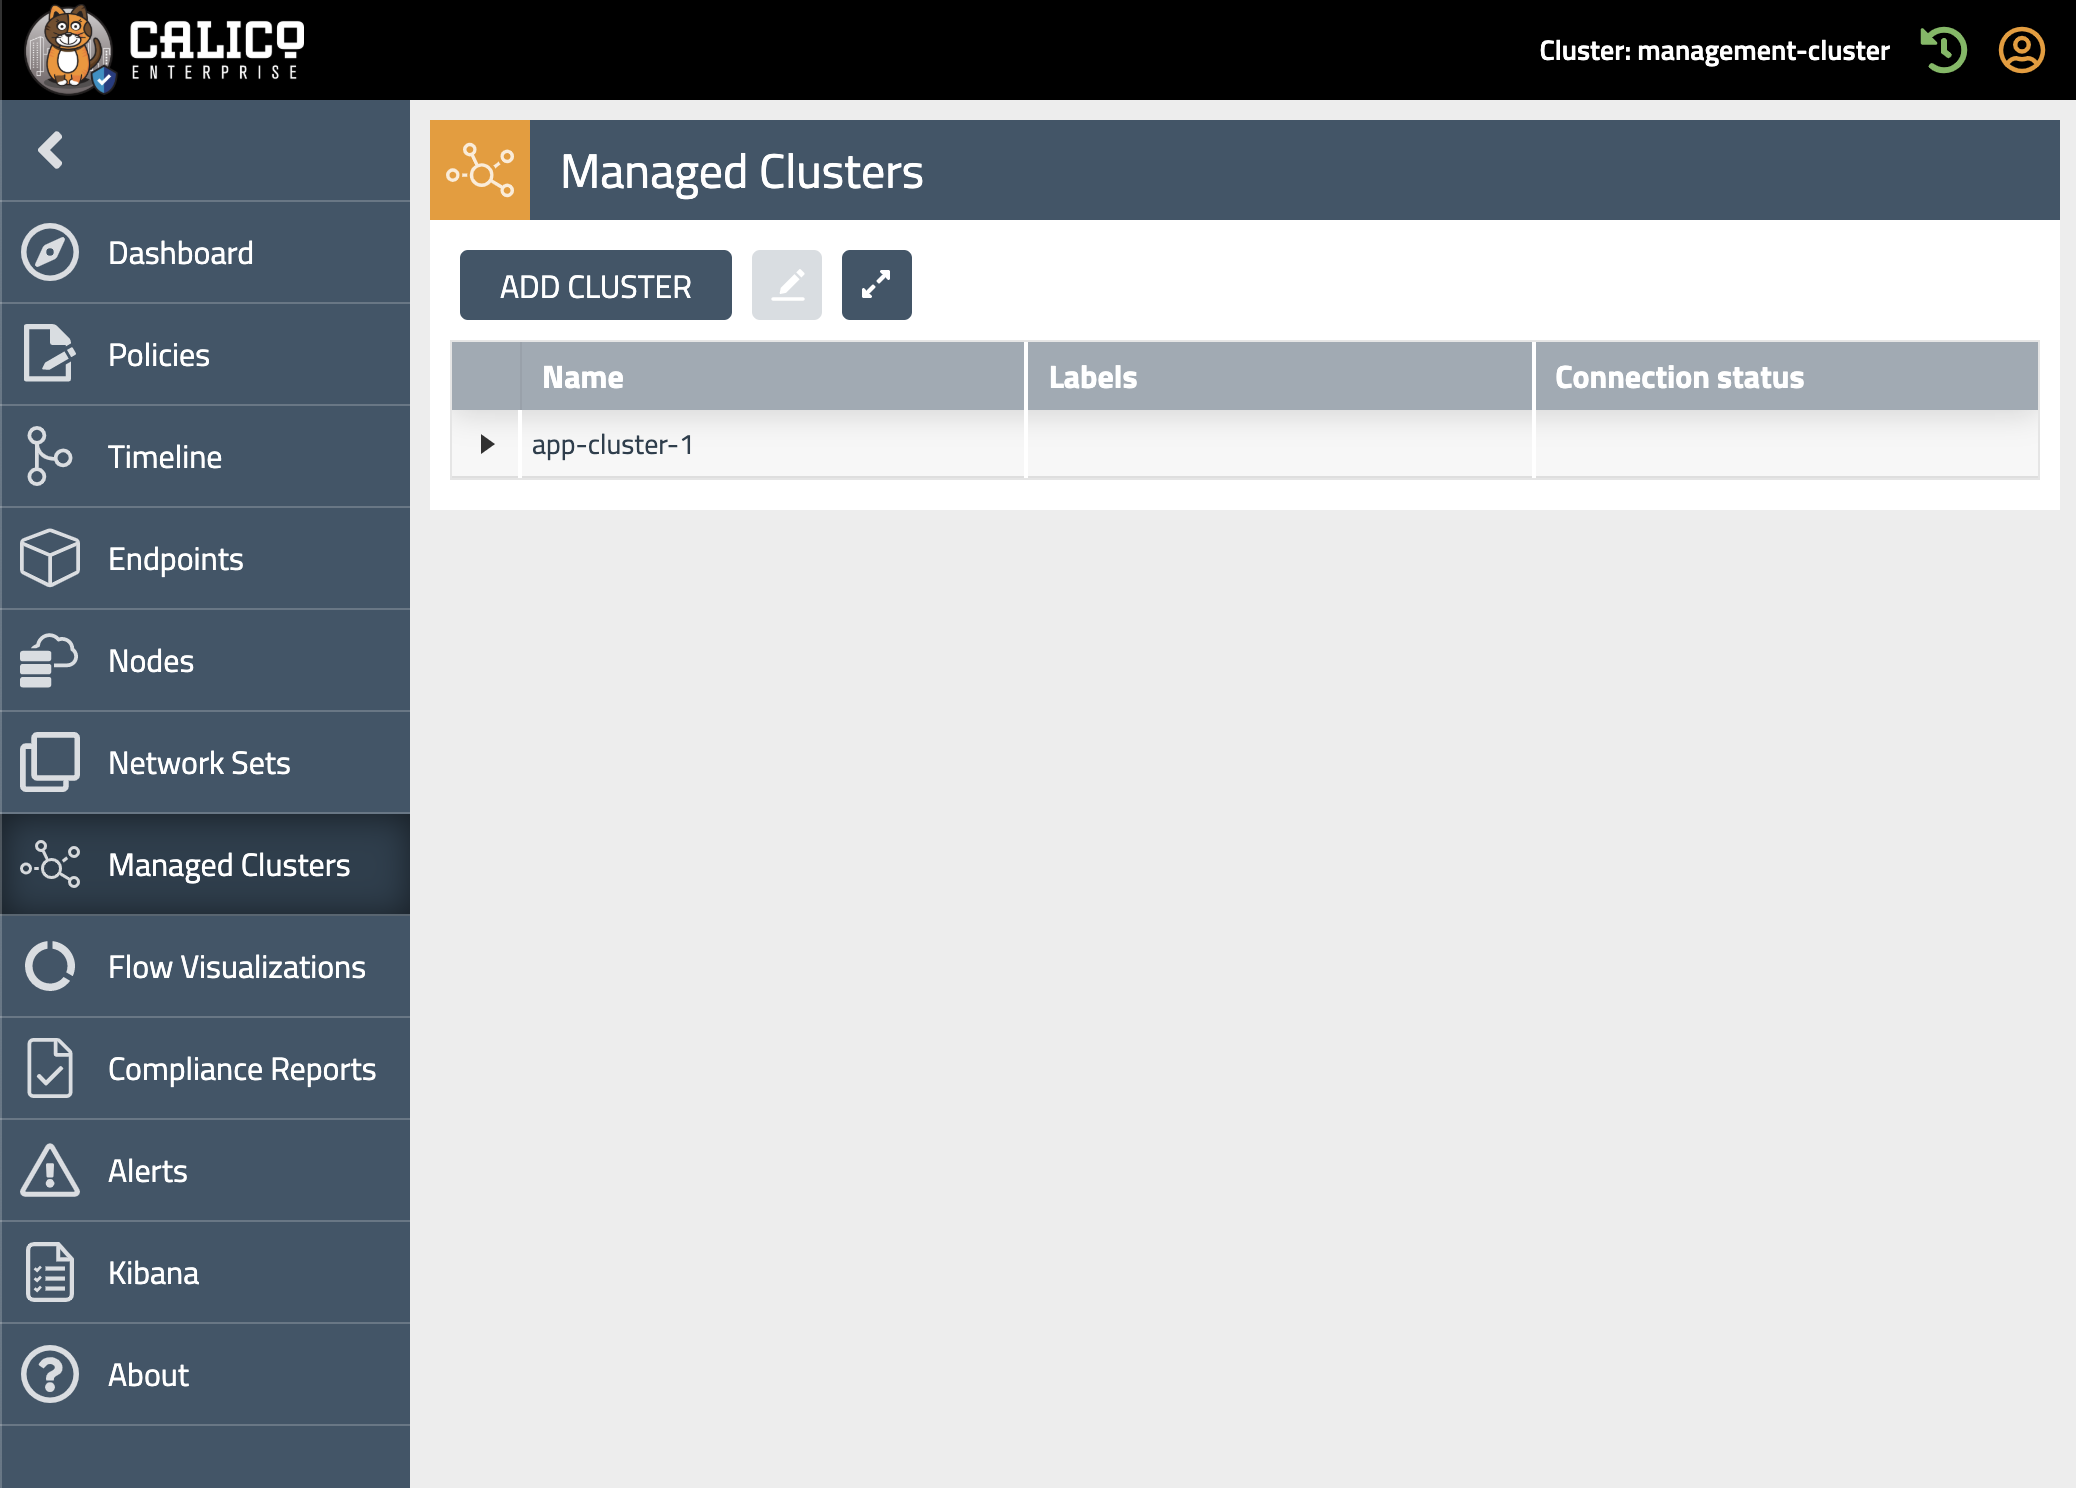 CALICO
ENTERPRISE
Cluster: management-cluster
Managed Clusters
Dashboard
Policies
Timeline
Endpoints
Nodes
Network Sets
Managed Clusters
Flow Visualizations
Compliance Reports
Alerts
Kibana
About
ADD CLUSTER
Name Labels Connection status
app-cluster-1